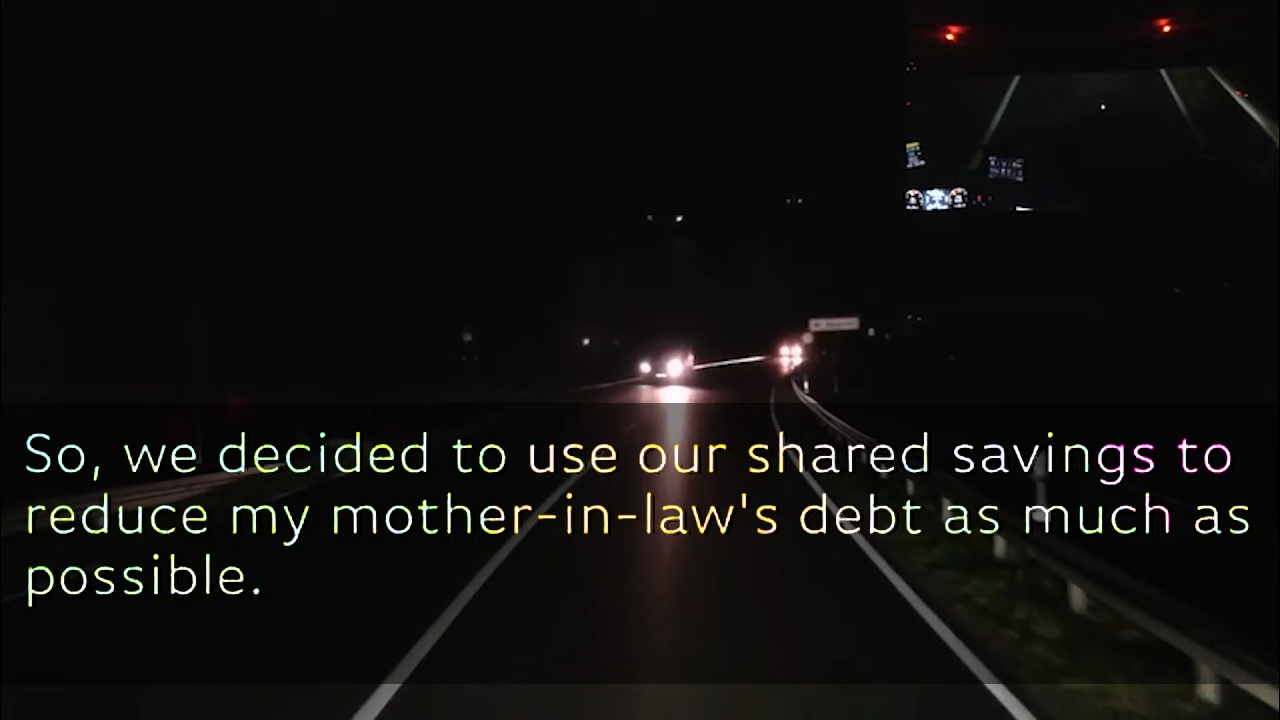 So, we decided to use our shared savings to
reduce my mother-in-law's debt as much as
possible.